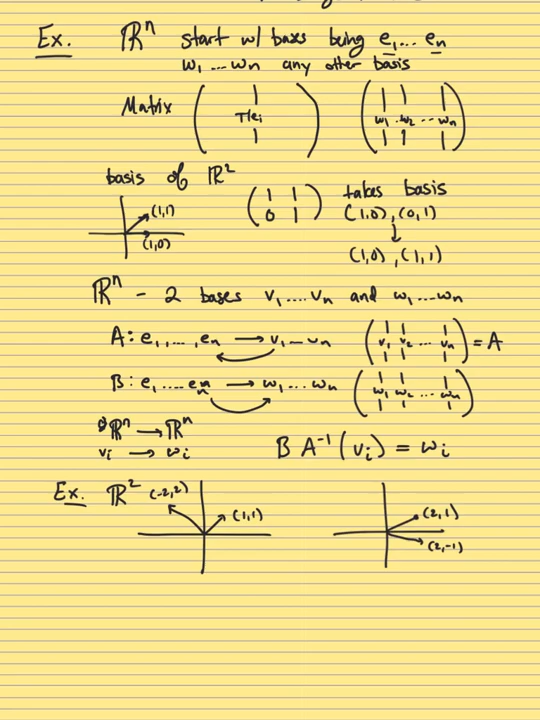 Ex. ℝⁿ start w/ bases being e₁... eₙ
w₁ ... wₙ any other basis
Matrix ( | T(eᵢ | ) ( | | | w₁ w₂ ... wₙ | | | )
basis of ℝ²
(1,1)
(1,0)
( 1 1
0 1 )
takes basis
(1,0), (0,1)
↓
(1,0), (1,1)
ℝⁿ - 2 bases v₁....vₙ and w₁...wₙ
A: e₁,...,eₙ → v₁...vₙ ( v₁ v₂ ... vₙ ) = A
B: e₁....eₙ → w₁...wₙ ( w₁ w₂ ... wₙ )
ℝⁿ → ℝⁿ
vᵢ → wᵢ
B A⁻¹(vᵢ) = wᵢ
Ex. ℝ² (-2,2)
(1,1)
(2,1)
(2,-1)